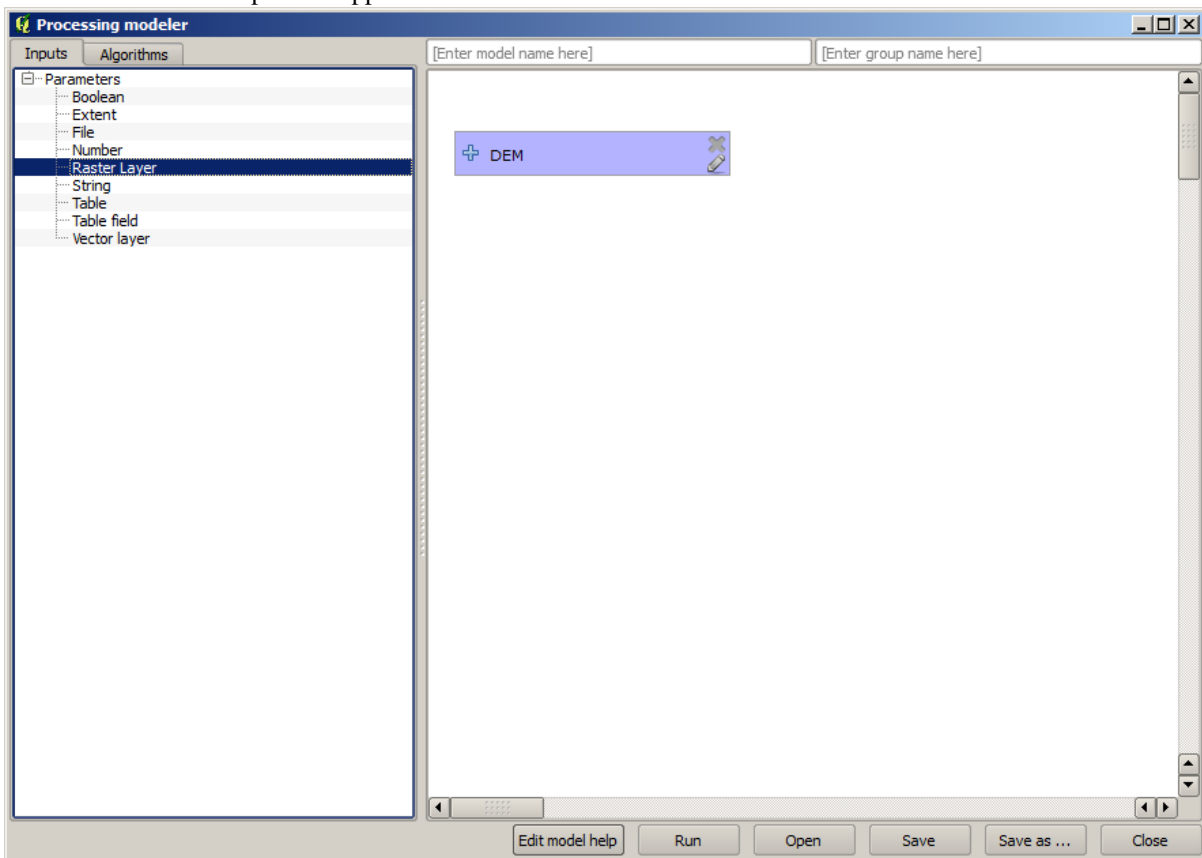 Processing modeler
Inputs Algorithms
[Enter model name here] [Enter group name here]
Parameters
Boolean
Extent
File
Number
Raster Layer
String
Table
Table field
Vector layer
DEM
Edit model help Run Open Save Save as ... Close